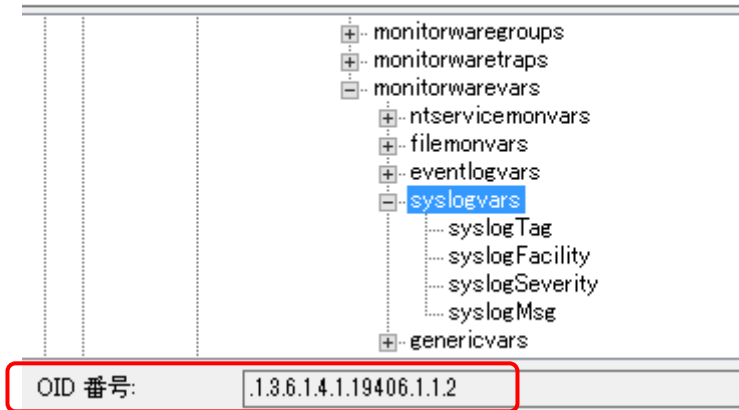 monitorwaregroups
monitorwaretraps
monitorwarevars
ntservicemonvars
filemonvars
eventlogvars
syslogvars
syslogTag
syslogFacility
syslogSeverity
syslogMsg
genericvars
OID 番号: .1.3.6.1.4.1.19406.1.1.2